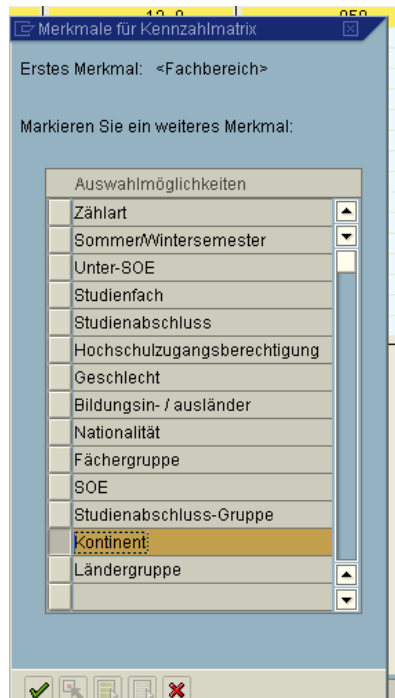 Merkmale für Kennzahlmatrix
Erstes Merkmal: <Fachbereich>
Markieren Sie ein weiteres Merkmal:
Auswahlmöglichkeiten
Zählart
Sommer/Wintersemester
Unter-SOE
Studienfach
Studienabschluss
Hochschulzugangsberechtigung
Geschlecht
Bildungsin- / ausländer
Nationalität
Fächergruppe
SOE
Studienabschluss-Gruppe
Kontinent
Ländergruppe